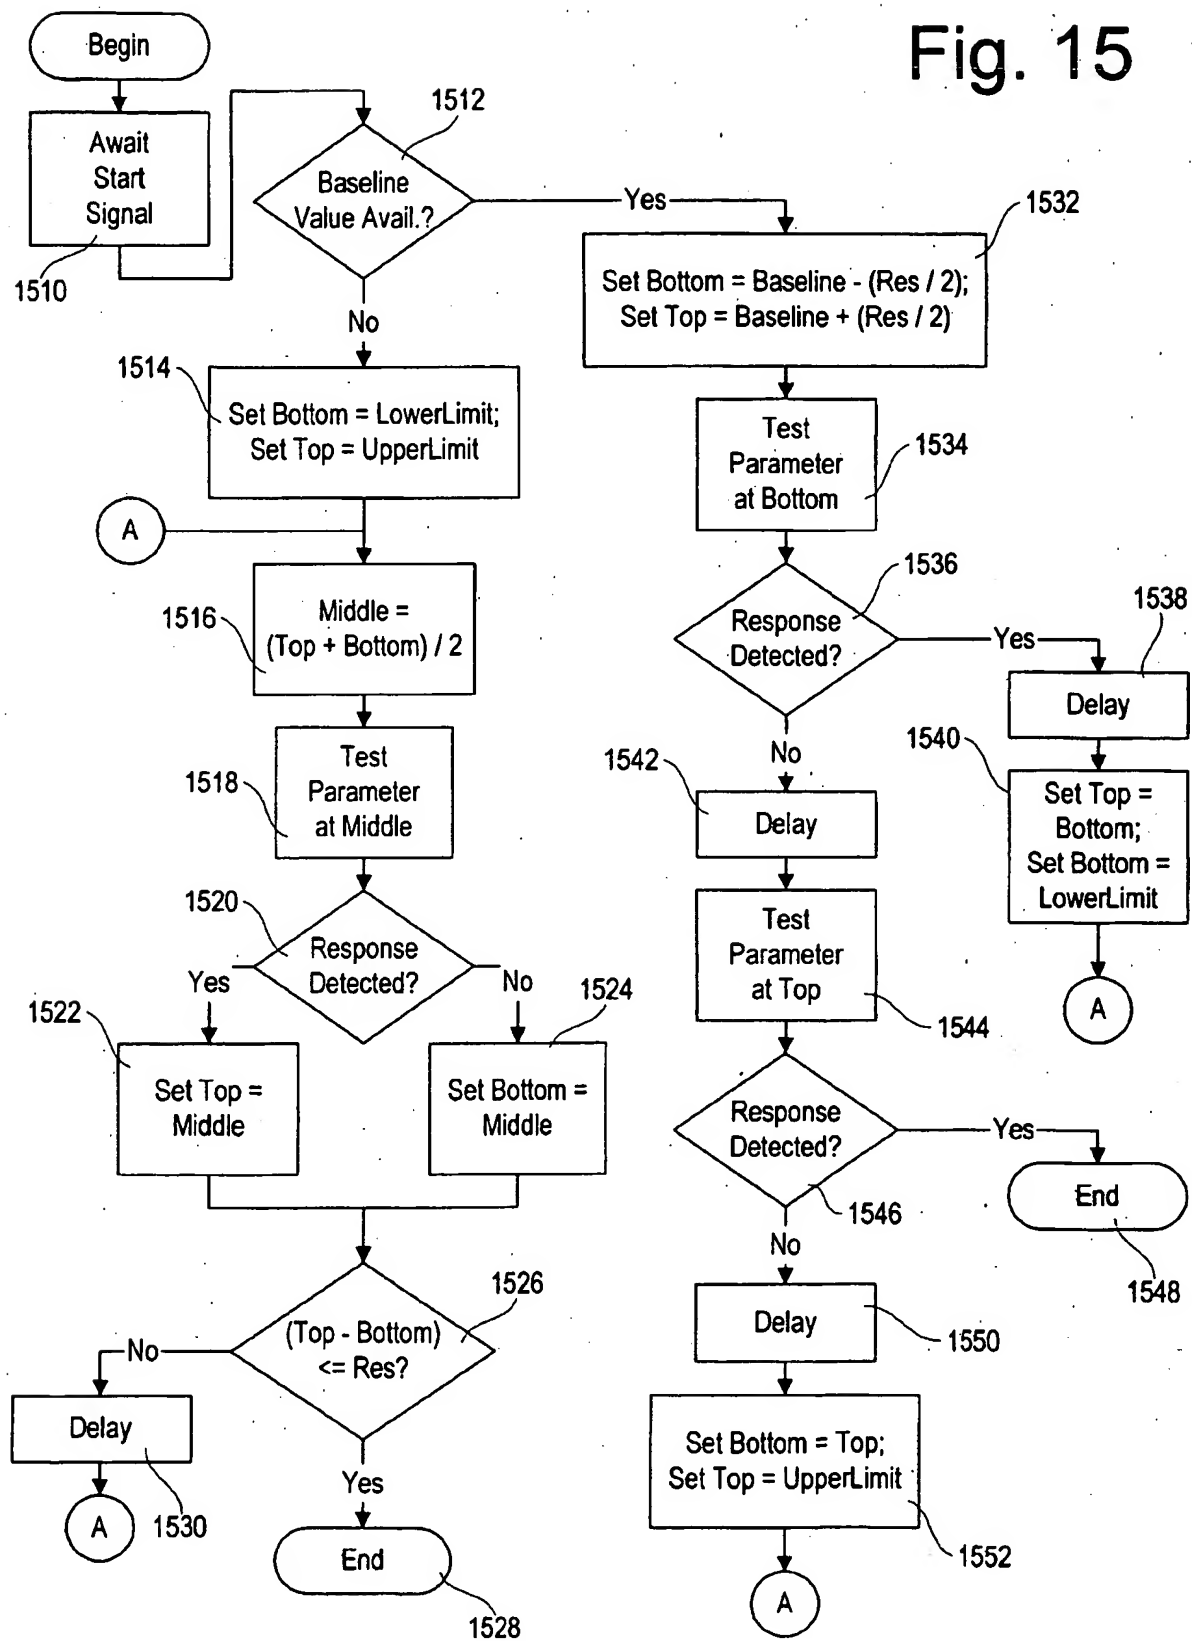 Fig. 15
Begin
Await
Start
Signal
1510
1512
Baseline
Value Avail.?
Yes
No
1514
Set Bottom = LowerLimit;
Set Top = UpperLimit
A
1516
Middle =
(Top + Bottom) / 2
1518
Test
Parameter
at Middle
1520
Response
Detected?
Yes
No
1522
Set Top =
Middle
1524
Set Bottom =
Middle
1526
(Top - Bottom)
<= Res?
No
Delay
1530
A
Yes
End
1528
1532
Set Bottom = Baseline - (Res / 2);
Set Top = Baseline + (Res / 2)
Test
Parameter
at Bottom
1534
1536
Response
Detected?
Yes
1538
Delay
1540
Set Top =
Bottom;
Set Bottom =
LowerLimit
A
No
1542
Delay
Test
Parameter
at Top
1544
Response
Detected?
1546
Yes
End
1548
No
Delay
1550
Set Bottom = Top;
Set Top = UpperLimit
1552
A